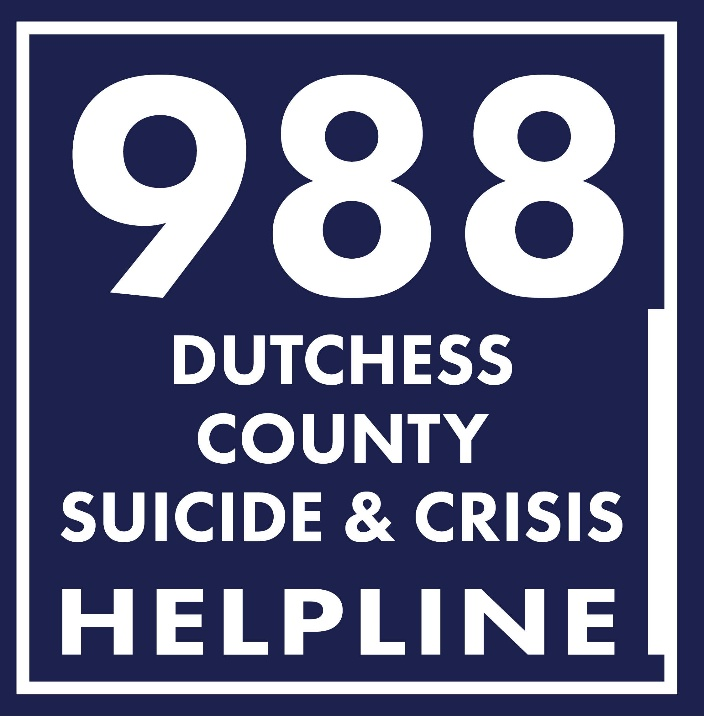 988
DUTCHESS
COUNTY
SUICIDE & CRISIS
HELPLINE